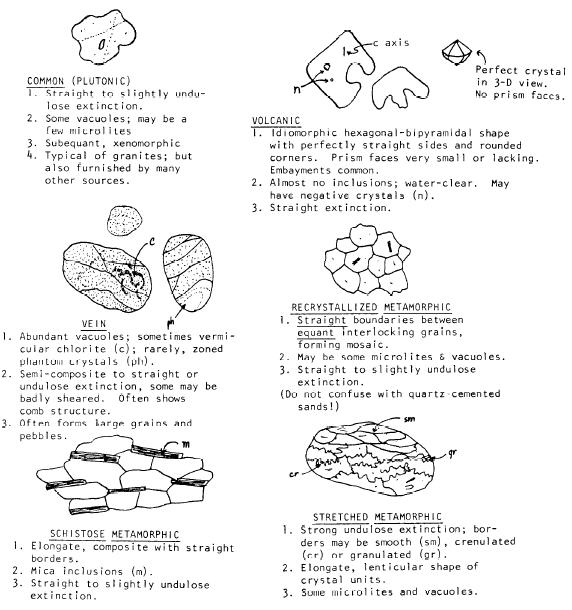 COMMON (PLUTONIC)
1. Straight to slightly undu-
lose extinction.
2. Some vacuoles; may be a
few microlites
3. Subequant, xenomorphic
4. Typical of granites; but
also furnished by many
other sources.
c axis
n
Perfect crystal
in 3-D view.
No prism faces.
VOLCANIC
1. Idiomorphic hexagonal-bipyramidal shape
with perfectly straight sides and rounded
corners. Prism faces very small or lacking.
Embayments common.
2. Almost no inclusions; water-clear. May
have negative crystals (n).
3. Straight extinction.
c
ph
VEIN
1. Abundant vacuoles; sometimes vermi-
cular chlorite (c); rarely, zoned
phantom crystals (ph).
2. Semi-composite to straight or
undulose extinction, some may be
badly sheared. Often shows
comb structure.
3. Often forms large grains and
pebbles.
RECRYSTALLIZED METAMORPHIC
1. Straight boundaries between
equant interlocking grains,
forming mosaic.
2. May be some microlites & vacuoles.
3. Straight to slightly undulose
extinction.
(Do not confuse with quartz-cemented
sands!)
m
SCHISTOSE METAMORPHIC
1. Elongate, composite with straight
borders.
2. Mica inclusions (m).
3. Straight to slightly undulose
extinction.
sm
gr
cr
STRETCHED METAMORPHIC
1. Strong undulose extinction; bor-
ders may be smooth (sm), crenulated
(cr) or granulated (gr).
2. Elongate, lenticular shape of
crystal units.
3. Some microlites and vacuoles.